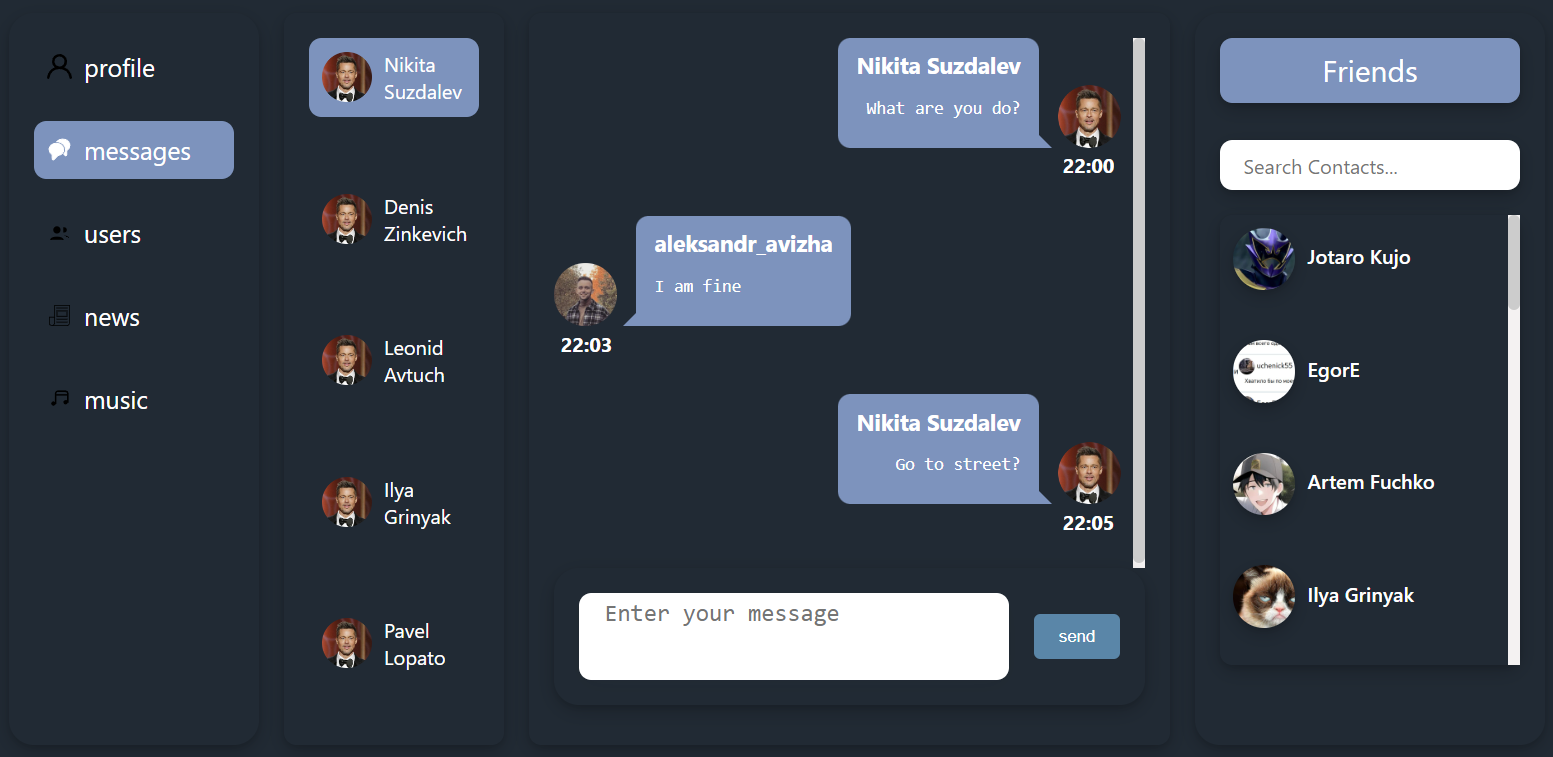 profile
messages
users
news
music
Nikita
Suzdalev
Denis
Zinkevich
Leonid
Avtuch
Ilya
Grinyak
Pavel
Lopato
Nikita Suzdalev
What are you do?
22:00
aleksandr_avizha
I am fine
22:03
Nikita Suzdalev
Go to street?
22:05
Enter your message
send
Friends
Search Contacts...
Jotaro Kujo
uchenick55
EgorE
Artem Fuchko
Ilya Grinyak